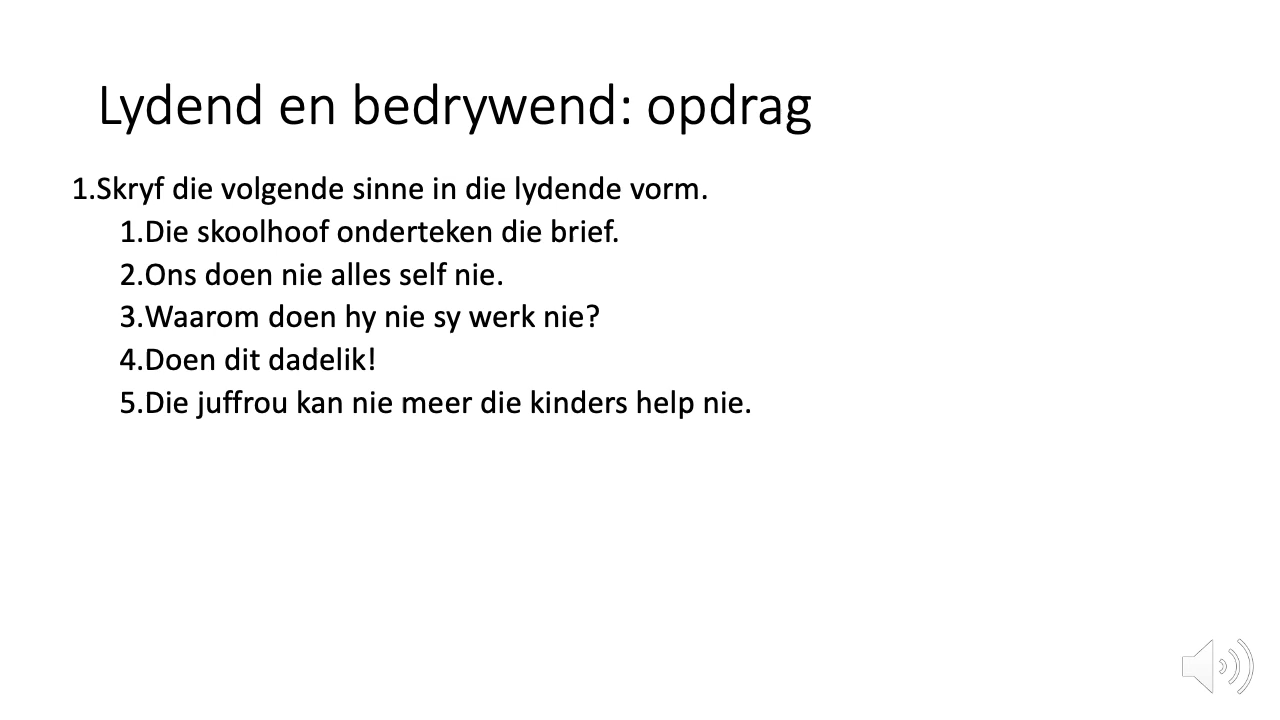 Lydend en bedrywend: opdrag
1.Skryf die volgende sinne in die lydende vorm.
1.Die skoolhoof onderteken die brief.
2.Ons doen nie alles self nie.
3.Waarom doen hy nie sy werk nie?
4.Doen dit dadelik!
5.Die juffrou kan nie meer die kinders help nie.